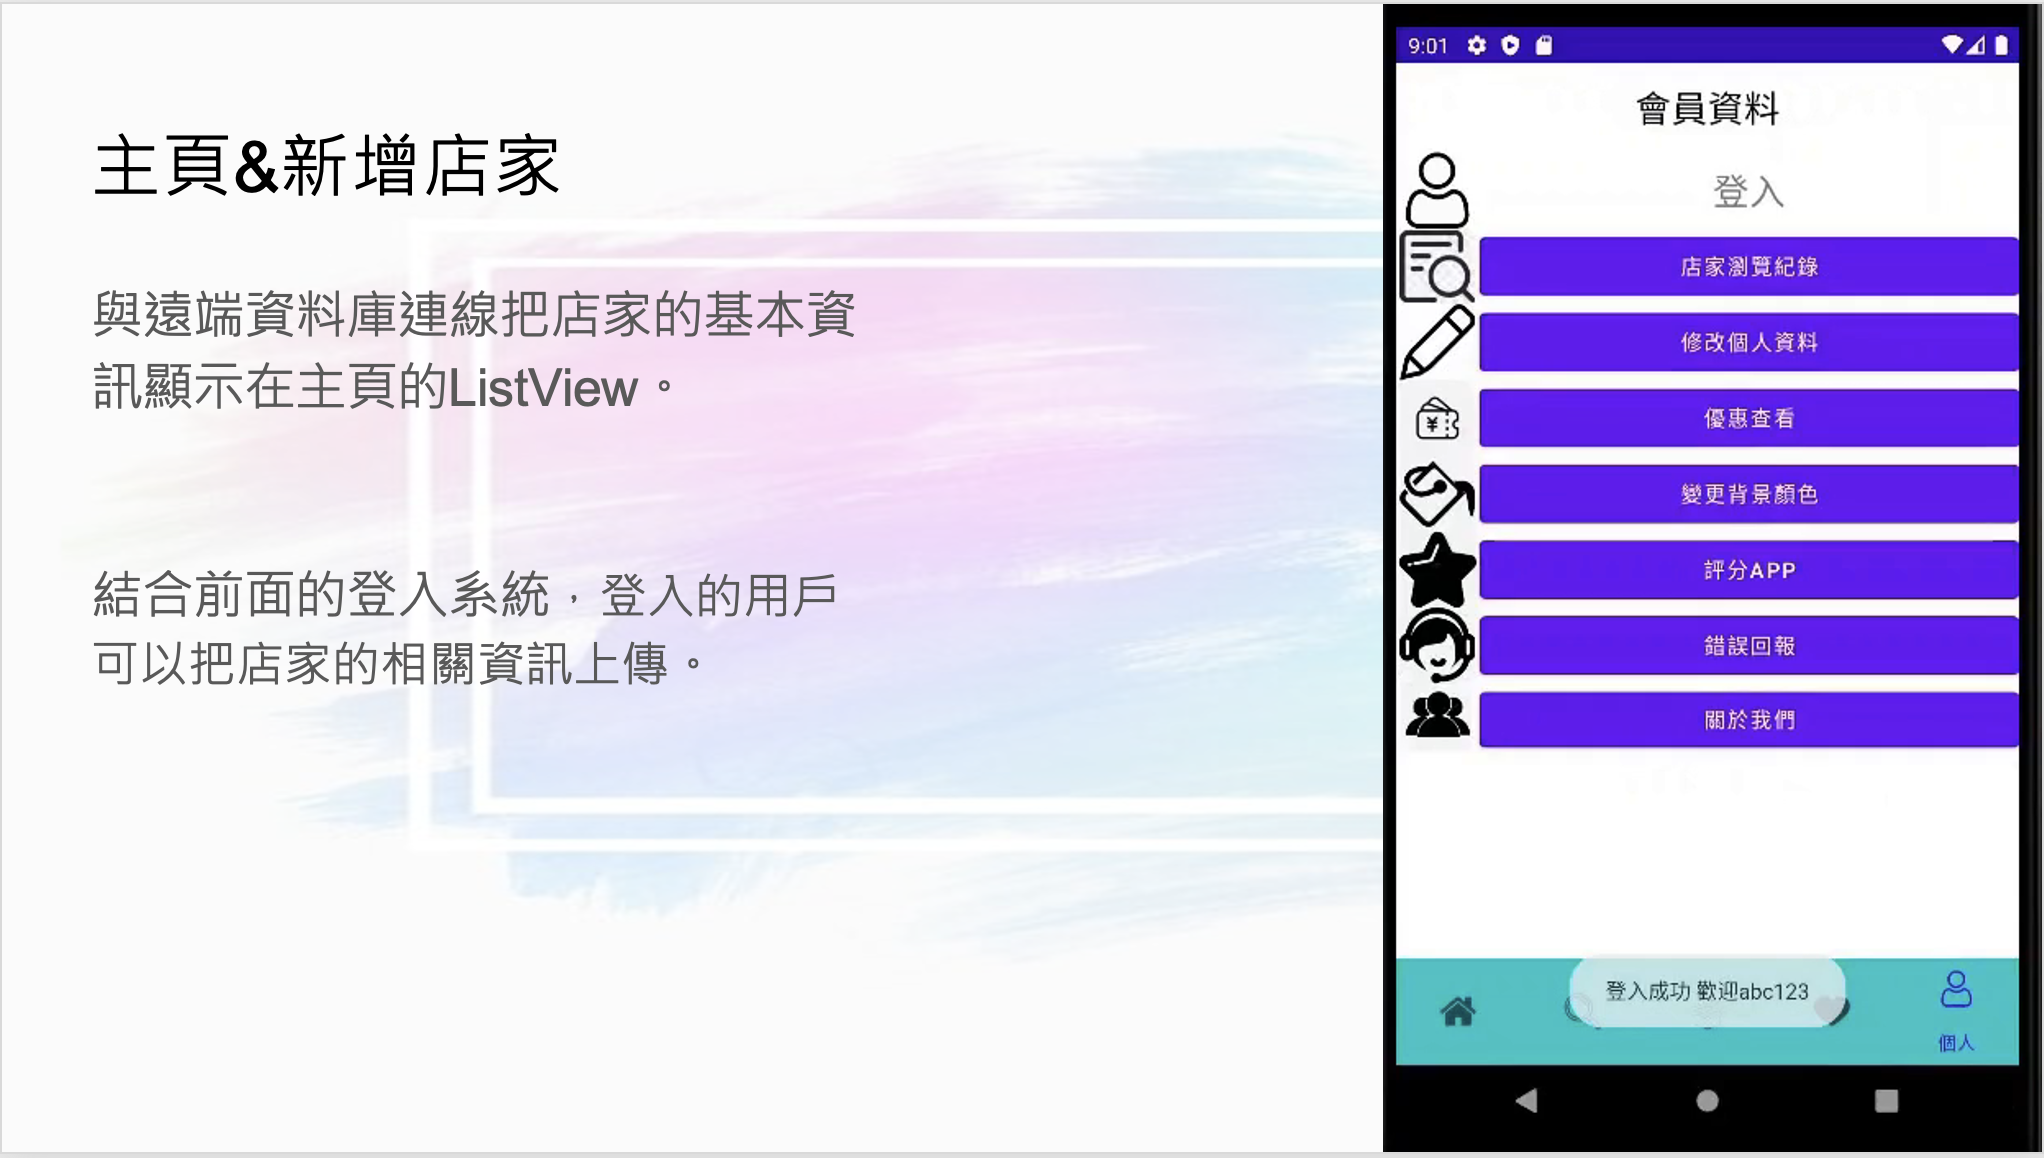 主頁&新增店家
與遠端資料庫連線把店家的基本資
訊顯示在主頁的ListView。
結合前面的登入系統，登入的用戶
可以把店家的相關資訊上傳。
9:01
會員資料
登入
店家瀏覽紀錄
修改個人資料
¥
優惠查看
變更背景顏色
評分APP
錯誤回報
關於我們
登入成功 歡迎abc123
個人